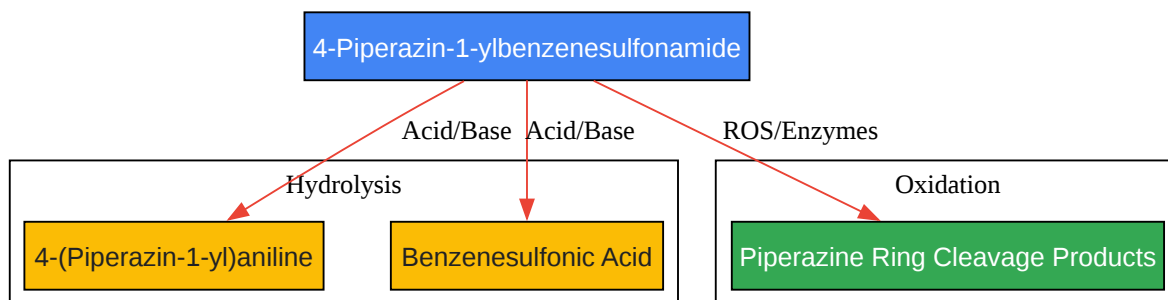 4-Piperazin-1-ylbenzenesulfonamide
Acid/Base
Acid/Base
ROS/Enzymes
Hydrolysis
Oxidation
4-(Piperazin-1-yl)aniline
Benzenesulfonic Acid
Piperazine Ring Cleavage Products